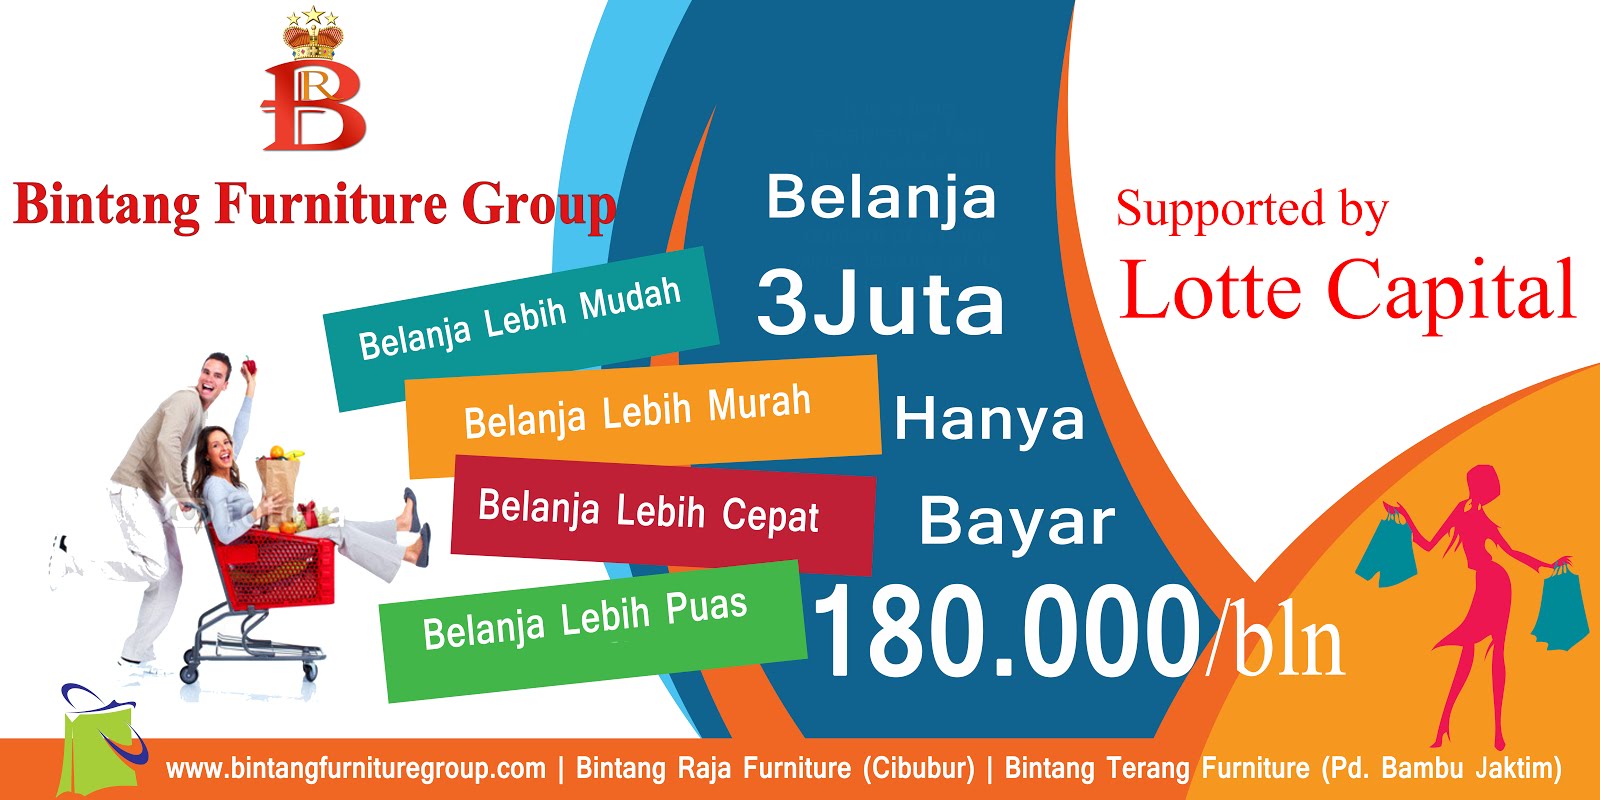 BR
Bintang Furniture Group
Belanja Lebih Mudah
Belanja Lebih Murah
Belanja Lebih Cepat
Belanja Lebih Puas
Belanja
3Juta
Hanya
Bayar
180.000/bln
Supported by
Lotte Capital
www.bintangfurnituregroup.com | Bintang Raja Furniture (Cibubur) | Bintang Terang Furniture (Pd. Bambu Jaktim)